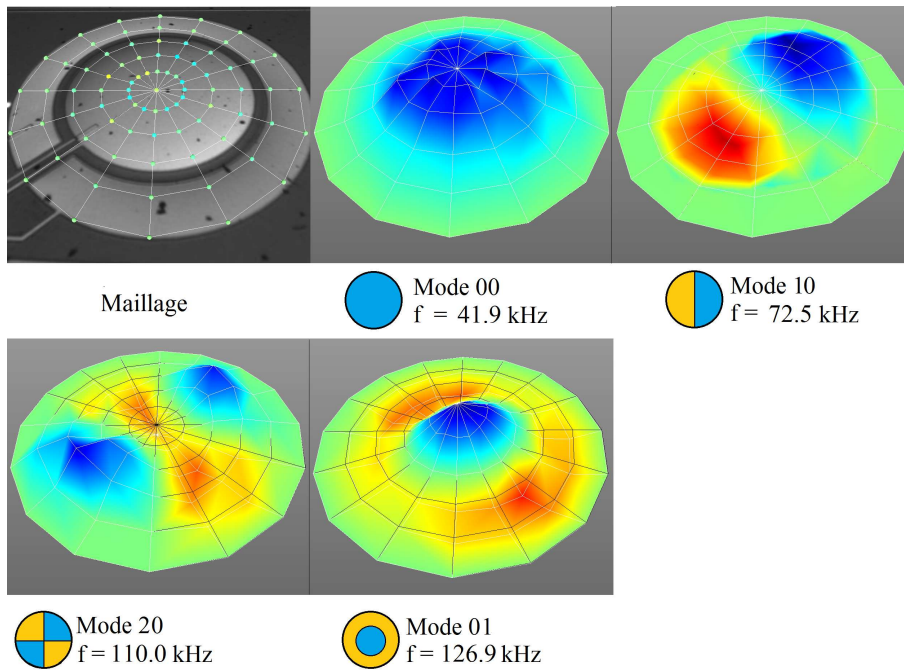 Maillage
Mode 00
f = 41.9 kHz
Mode 10
f = 72.5 kHz
Mode 20
f = 110.0 kHz
Mode 01
f = 126.9 kHz